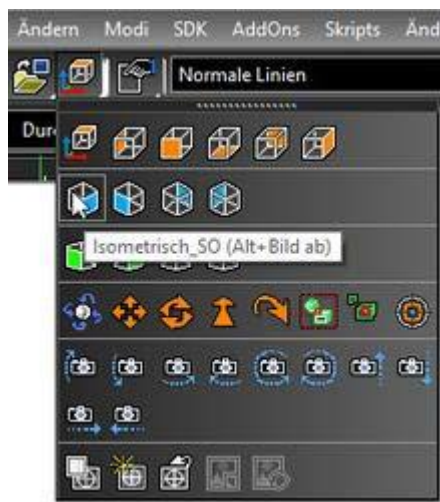 Ändern Modi SDK AddOns Skripts Änd
Normale Linien
Dur
Isometrisch_SO (Alt+Bild ab)